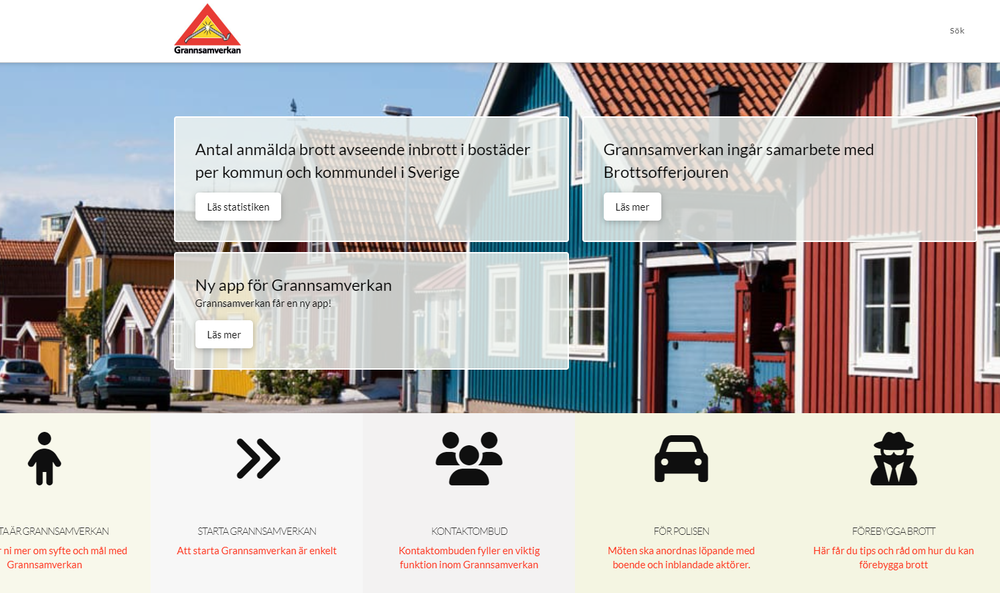 Grannsamverkan
Sök
Antal anmälda brott avseende inbrott i bostäder
per kommun och kommundel i Sverige
Läs statistiken
Grannsamverkan ingår samarbete med
Brottsofferjouren
Läs mer
Ny app för Grannsamverkan
Grannsamverkan får en ny app!
Läs mer
TA ÄR GRANNSAMVERKAN
ni mer om syfte och mål med
Grannsamverkan
STARTA GRANNSAMVERKAN
Att starta Grannsamverkan är enkelt
KONTAKTOMBUD
Kontaktombuden fyller en viktig
funktion inom Grannsamverkan
FÖR POLISEN
Möten ska anordnas löpande med
boende och inblandade aktörer.
FÖREBYGGA BROTT
Här får du tips och råd om hur du kan
förebygga brott